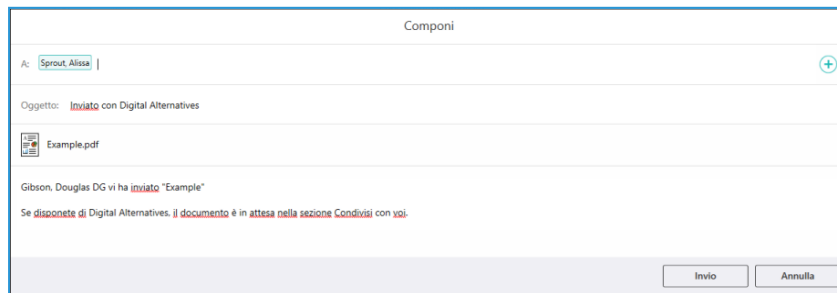 Componi
A: Sprout, Alissa
Oggetto: Inviato con Digital Alternatives
Example.pdf
Gibson, Douglas DG vi ha inviato "Example"
Se disponete di Digital Alternatives, il documento è in attesa nella sezione Condivisi con voi.
Invio Annulla